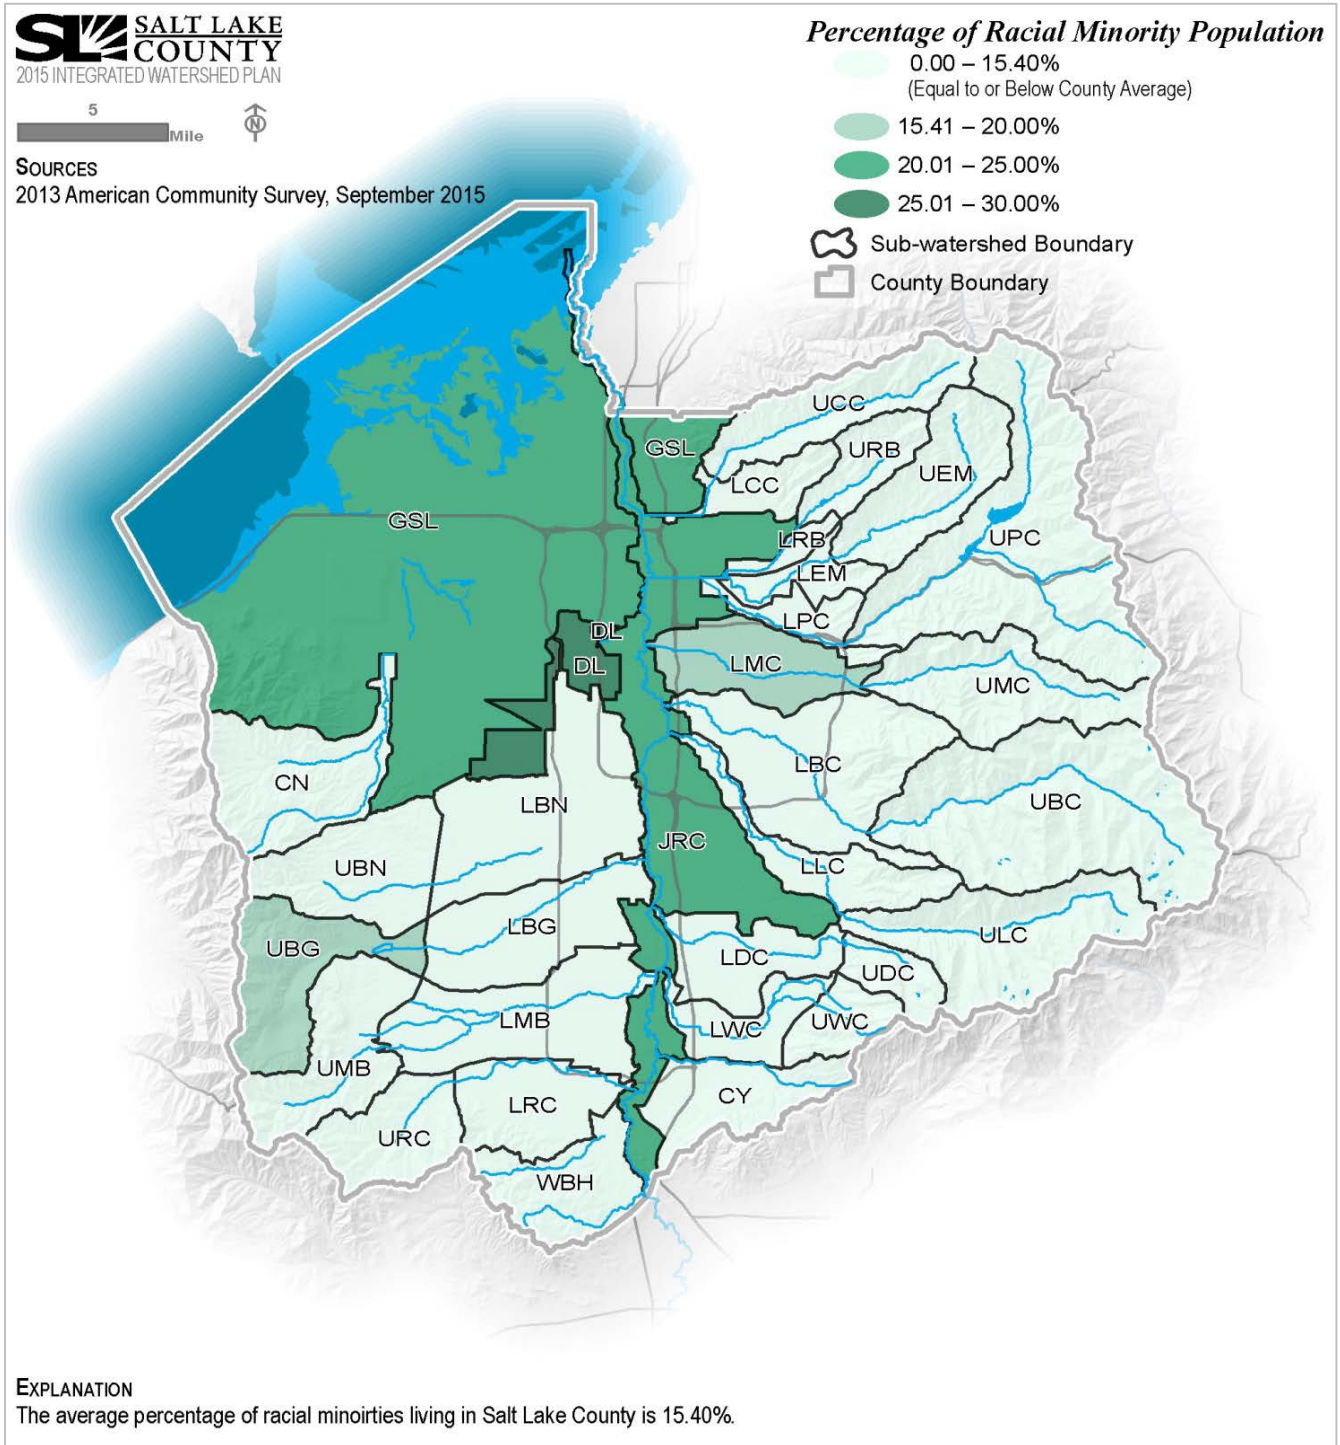 SL SALT LAKE
COUNTY
2015 INTEGRATED WATERSHED PLAN
5
Mile
N
SOURCES
2013 American Community Survey, September 2015
Percentage of Racial Minority Population
0.00 – 15.40%
(Equal to or Below County Average)
15.41 – 20.00%
20.01 – 25.00%
25.01 – 30.00%
Sub-watershed Boundary
County Boundary
UCC
GSL
URB
LCC
UEM
GSL
LRB
UPC
LEM
LPC
DL
DL
LMC
UMC
CN
LBC
LBN
UBC
JRC
UBN
LLC
LBG
UBG
ULC
LDC
UDC
LMB
LWC
UWC
UMB
CY
LRC
URC
WBH
EXPLANATION
The average percentage of racial minoirties living in Salt Lake County is 15.40%.